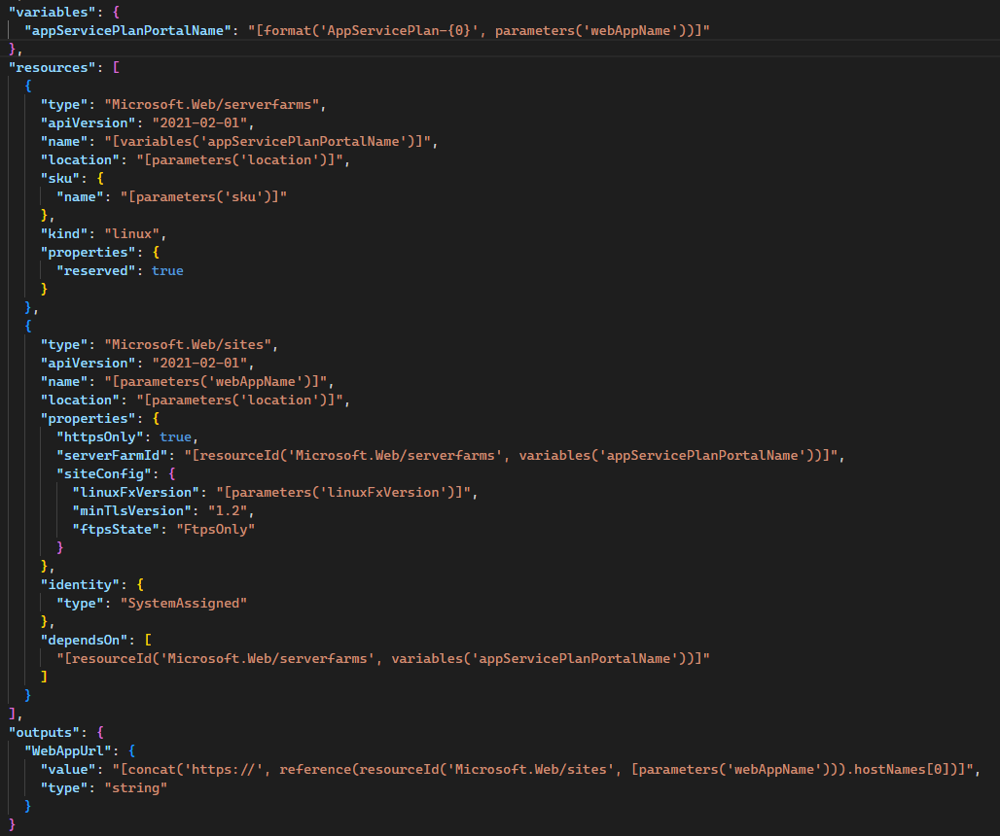 "variables": {
  "appServicePlanPortalName": "[format('AppServicePlan-{0}', parameters('webAppName'))]"
},
"resources": [
  {
    "type": "Microsoft.Web/serverfarms",
    "apiVersion": "2021-02-01",
    "name": "[variables('appServicePlanPortalName')]",
    "location": "[parameters('location')]",
    "sku": {
      "name": "[parameters('sku')]"
    },
    "kind": "linux",
    "properties": {
      "reserved": true
    }
  },
  {
    "type": "Microsoft.Web/sites",
    "apiVersion": "2021-02-01",
    "name": "[parameters('webAppName')]",
    "location": "[parameters('location')]",
    "properties": {
      "httpsOnly": true,
      "serverFarmId": "[resourceId('Microsoft.Web/serverfarms', variables('appServicePlanPortalName'))]",
      "siteConfig": {
        "linuxFxVersion": "[parameters('linuxFxVersion')]",
        "minTlsVersion": "1.2",
        "ftpsState": "FtpsOnly"
      }
    },
    "identity": {
      "type": "SystemAssigned"
    },
    "dependsOn": [
      "[resourceId('Microsoft.Web/serverfarms', variables('appServicePlanPortalName'))]"
    ]
  }
],
"outputs": {
  "WebAppUrl": {
    "value": "[concat('https://', reference(resourceId('Microsoft.Web/sites', [parameters('webAppName'))).hostNames[0])]",
    "type": "string"
  }
}